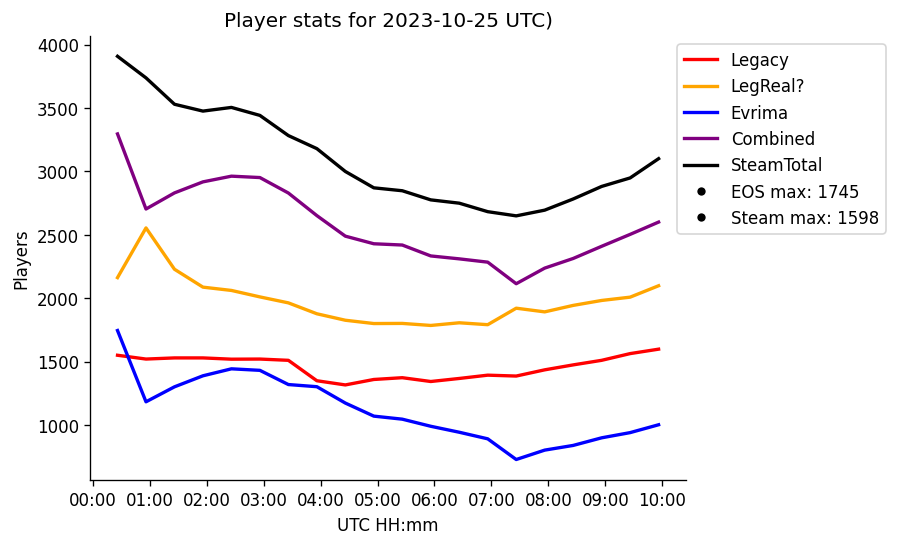 Player stats for 2023-10-25 UTC)
4000
3500
3000
2500
2000
1500
1000
Players
00:00 01:00 02:00 03:00 04:00 05:00 06:00 07:00 08:00 09:00 10:00
UTC HH:mm
Legacy
LegReal?
Evrima
Combined
SteamTotal
EOS max: 1745
Steam max: 1598